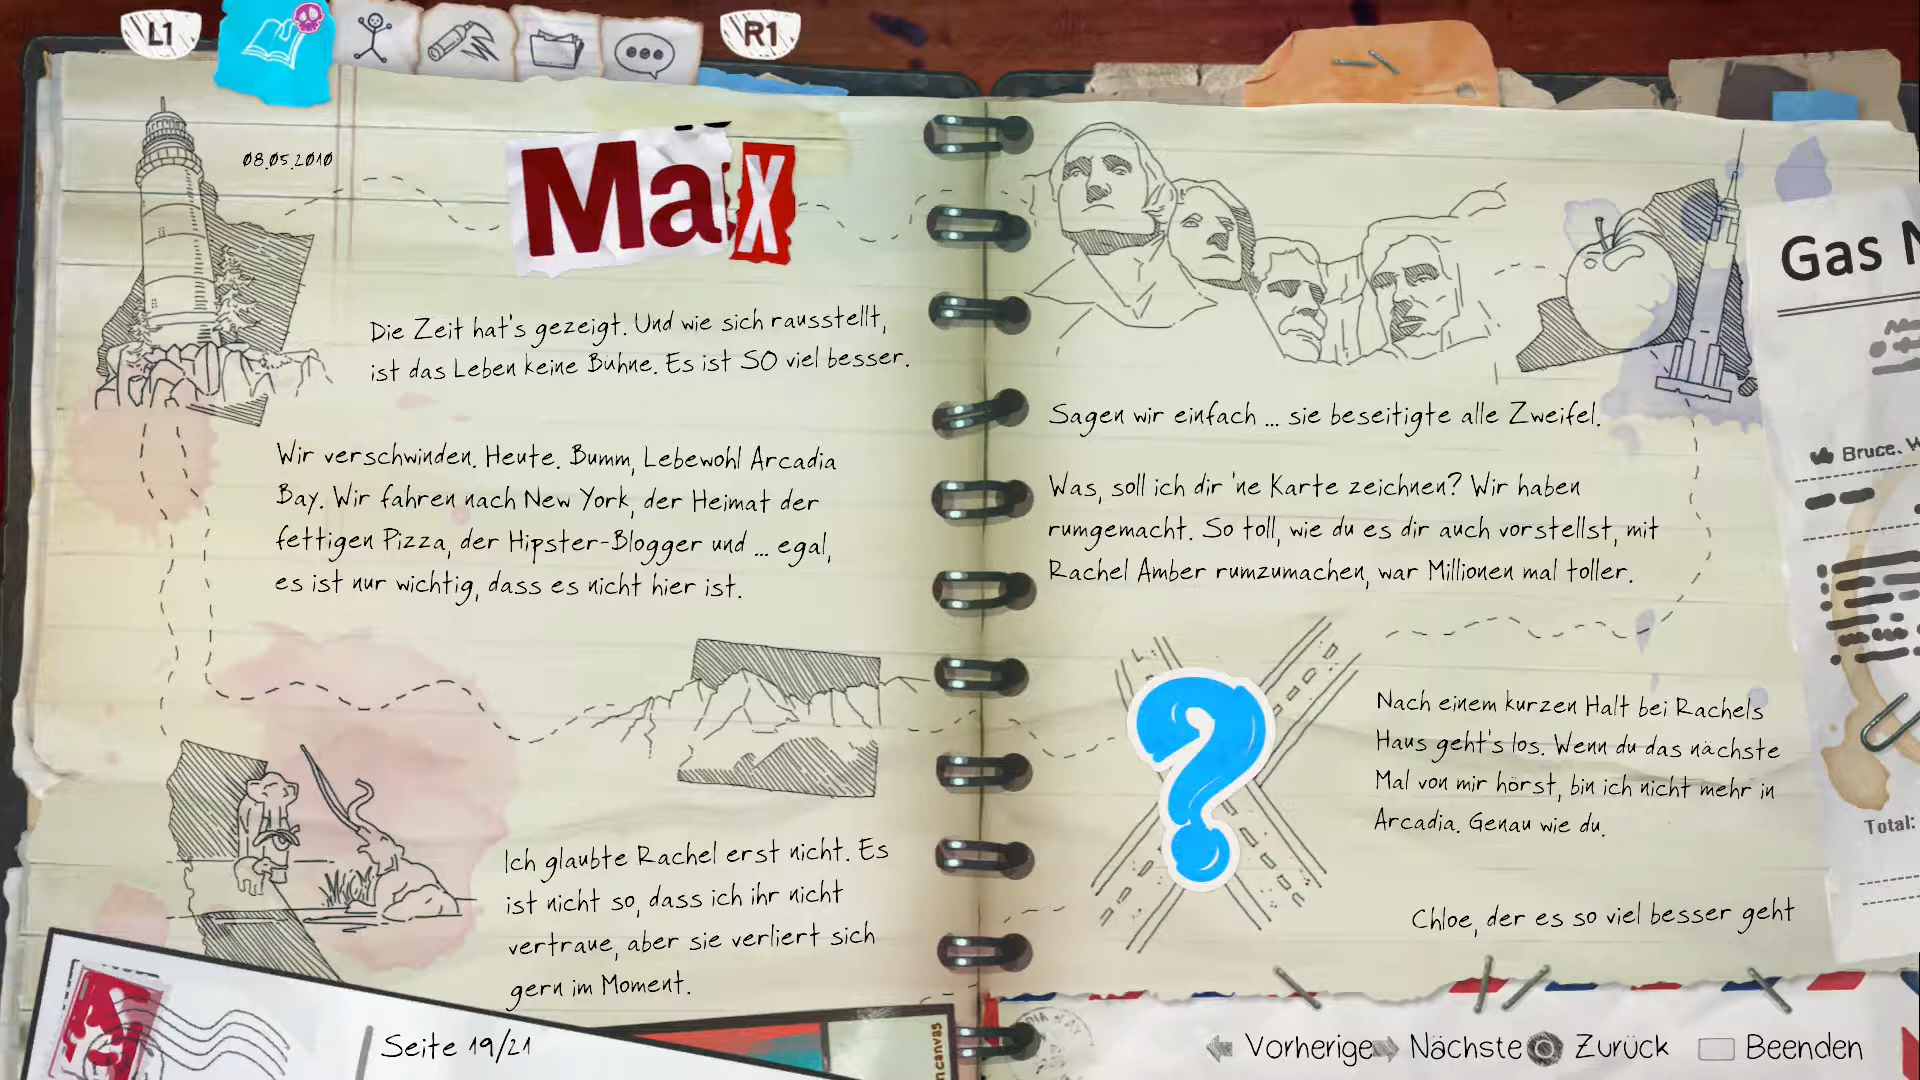 L1
R1
08.05.2010
Max
Die Zeit hat's gezeigt. Und wie sich rausstellt,
ist das Leben keine Bühne. Es ist SO viel besser.
Wir verschwinden. Heute. Bumm, Lebewohl Arcadia
Bay. Wir fahren nach New York, der Heimat der
fettigen Pizza, der Hipster-Blogger und ... egal,
es ist nur wichtig, dass es nicht hier ist.
Ich glaubte Rachel erst nicht. Es
ist nicht so, dass ich ihr nicht
vertraue, aber sie verliert sich
gern im Moment.
Seite 19/21
ncanvas
Sagen wir einfach ... sie beseitigte alle Zweifel.
Was, soll ich dir 'ne Karte zeichnen? Wir haben
rumgemacht. So toll, wie du es dir auch vorstellst, mit
Rachel Amber rumzumachen, war Millionen mal toller.
Nach einem kurzen Halt bei Rachels
Haus geht's los. Wenn du das nächste
Mal von mir hörst, bin ich nicht mehr in
Arcadia. Genau wie du.
Chloe, der es so viel besser geht
?
Gas
Bruce. W
Total:
Vorherige Nächste Zurück Beenden